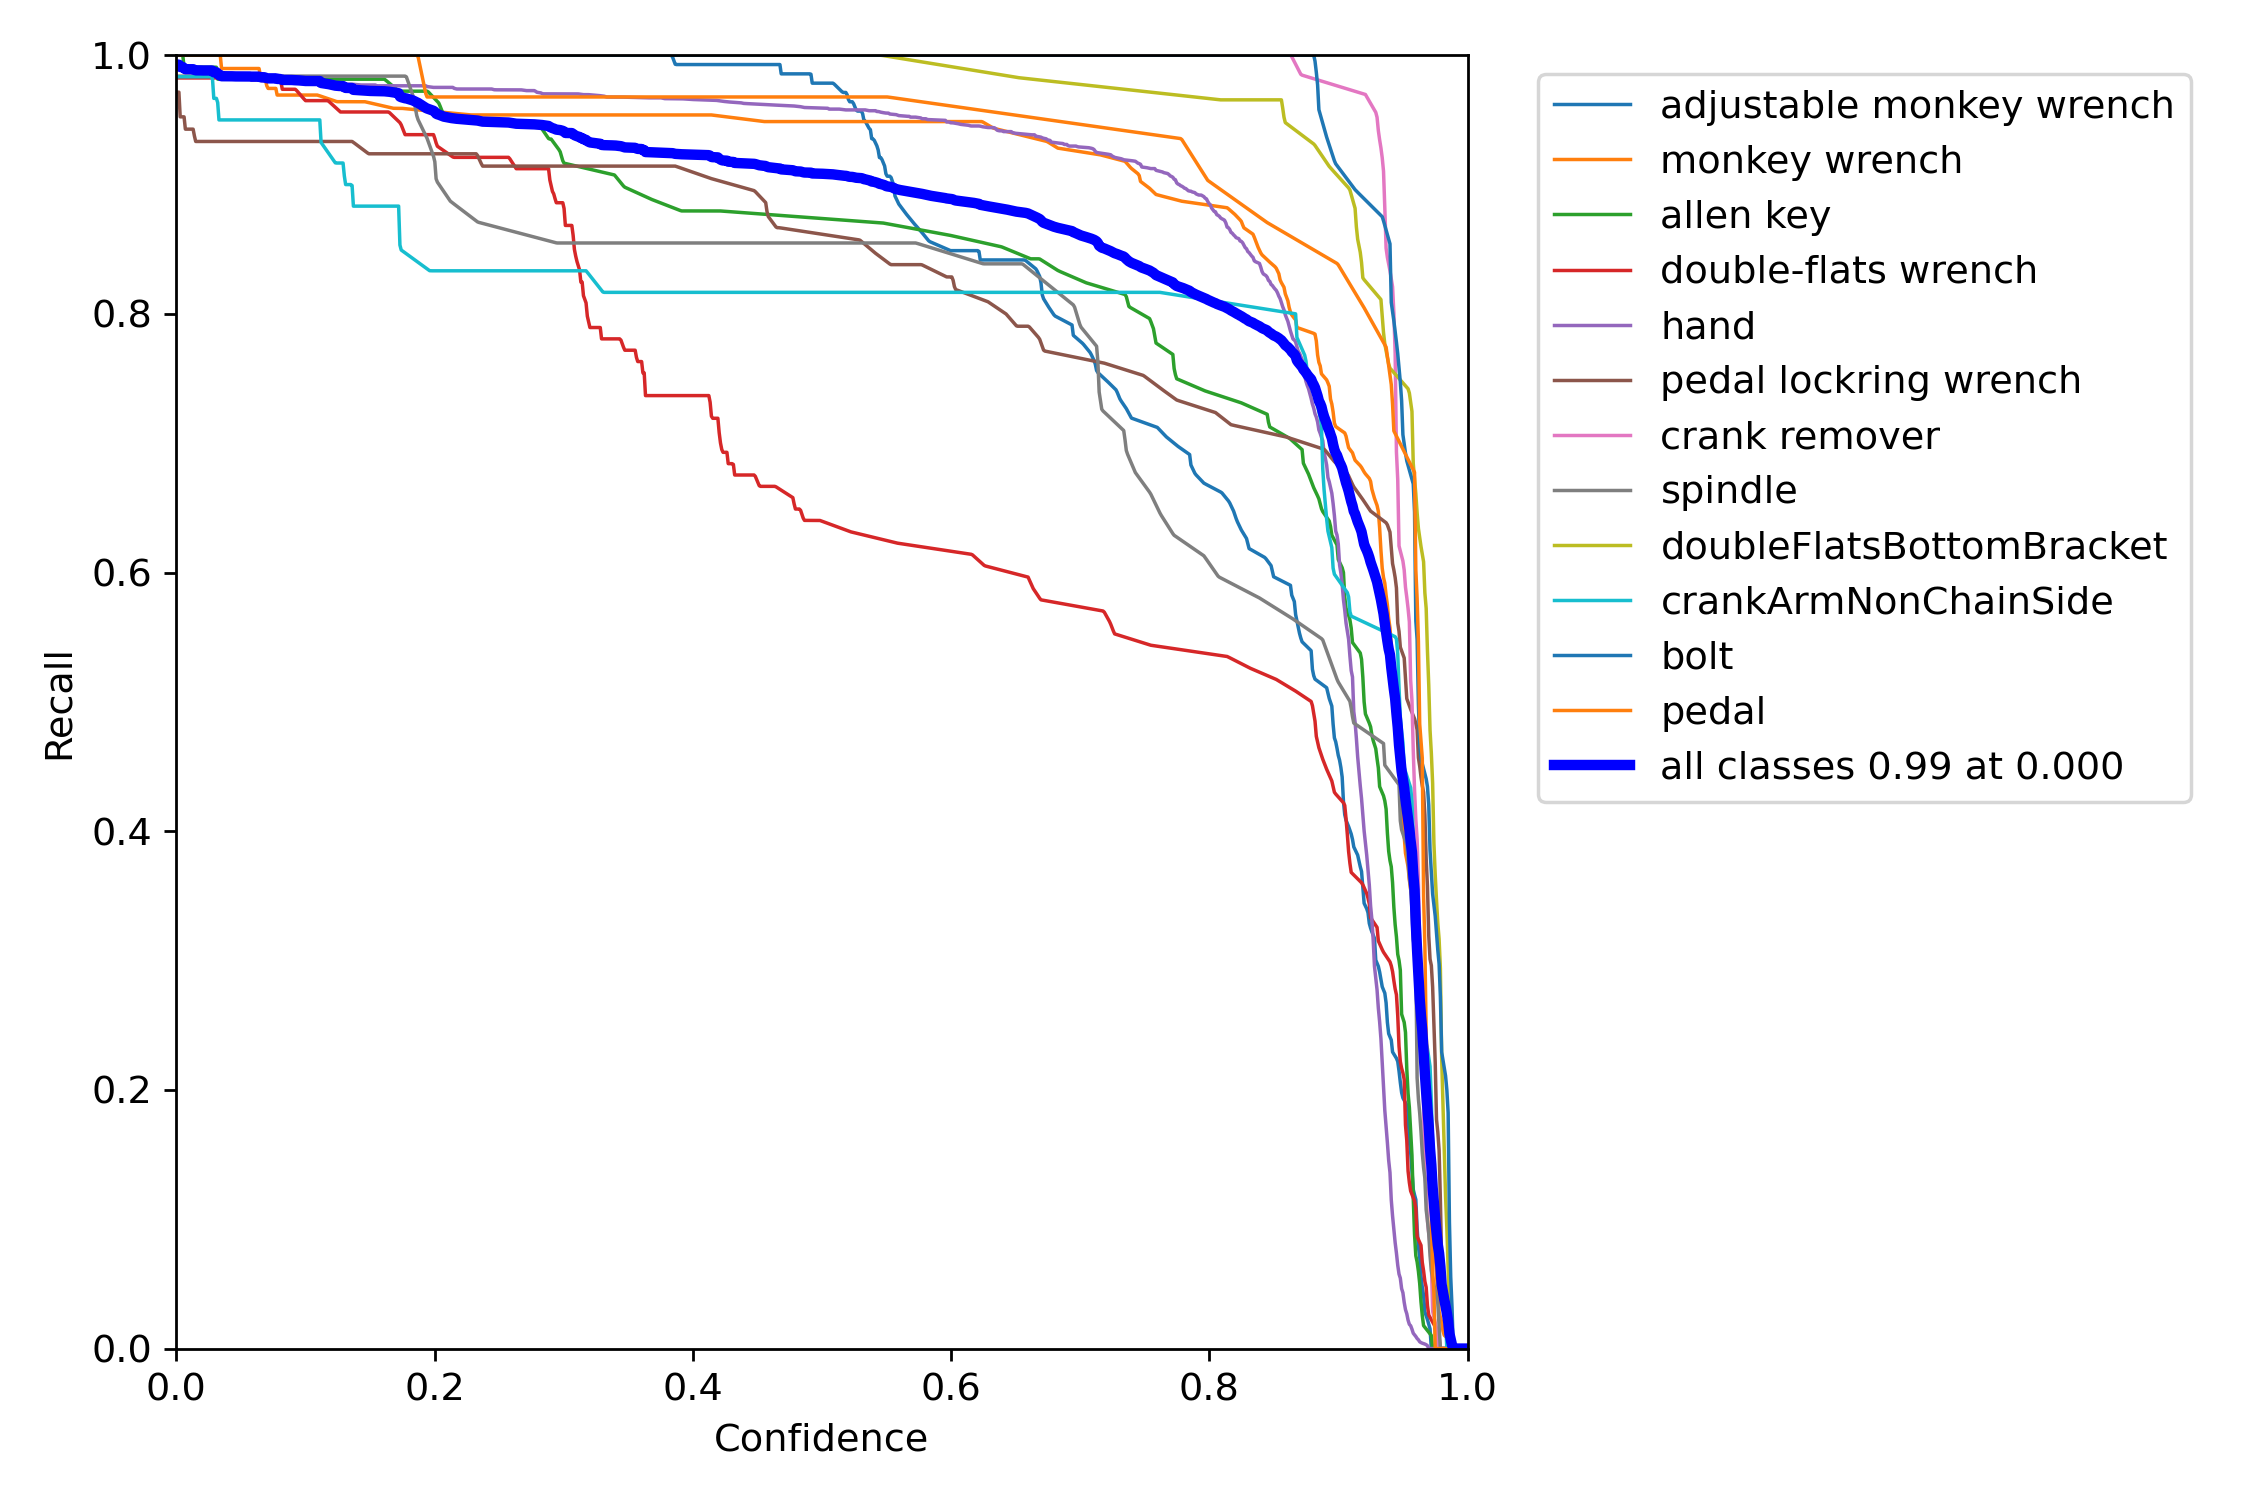 1.0
0.8
0.6
0.4
0.2
0.0
Recall
0.0 0.2 0.4 0.6 0.8 1.0
Confidence
adjustable monkey wrench
monkey wrench
allen key
double-flats wrench
hand
pedal lockring wrench
crank remover
spindle
doubleFlatsBottomBracket
crankArmNonChainSide
bolt
pedal
all classes 0.99 at 0.000